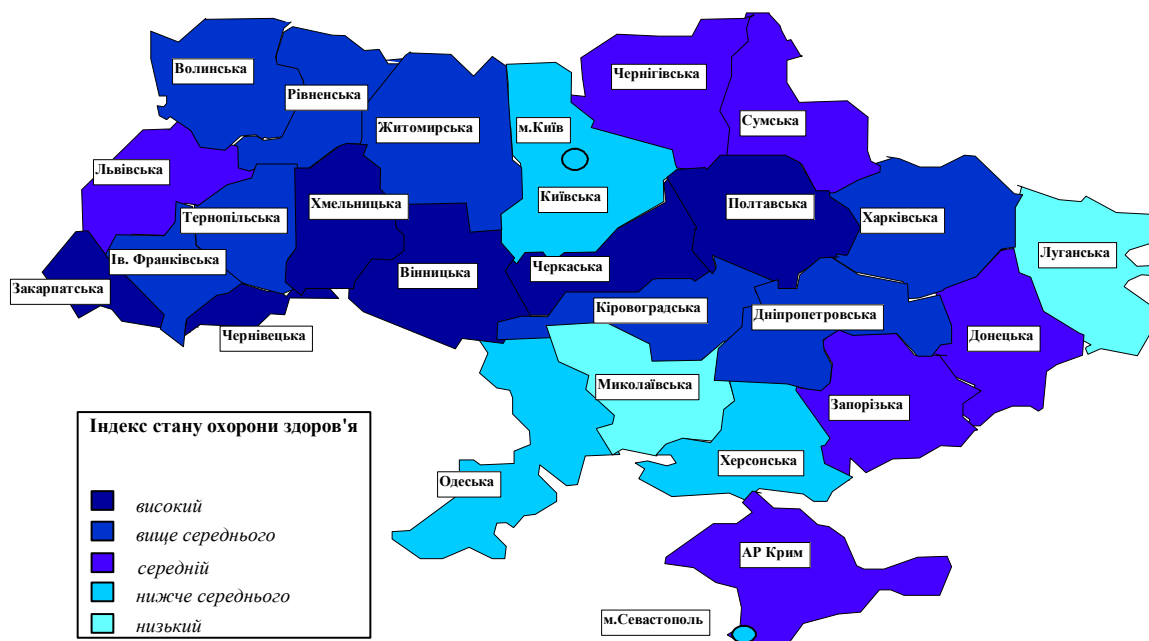 Волинська
Рівненська
Житомирська
м.Київ
Чернігівська
Сумська
Львівська
Тернопільська
Хмельницька
Київська
Полтавська
Харківська
Луганська
Ів. Франківська
Закарпатська
Вінницька
Черкаська
Чернівецька
Кіровоградська
Дніпропетровська
Донецька
Миколаївська
Запорізька
Одеська
Херсонська
АР Крим
м.Севастополь
Індекс стану охорони здоров'я
високий
вище середнього
середній
нижче середнього
низький